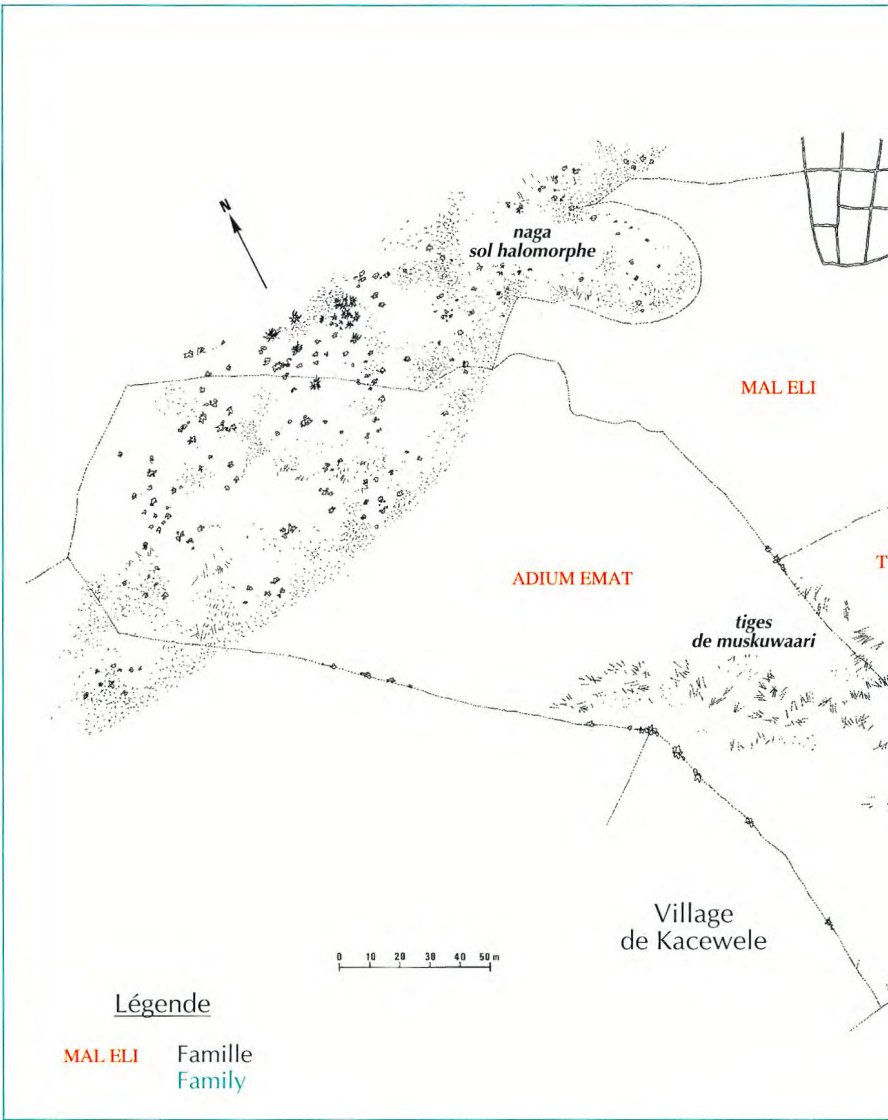 N
naga
sol halomorphe
MAL ELI
ADIUM EMAT
T
tiges
de muskuwaari
Village
de Kacewele
0 10 20 30 40 50 m
Légende
MAL ELI Famille
Family